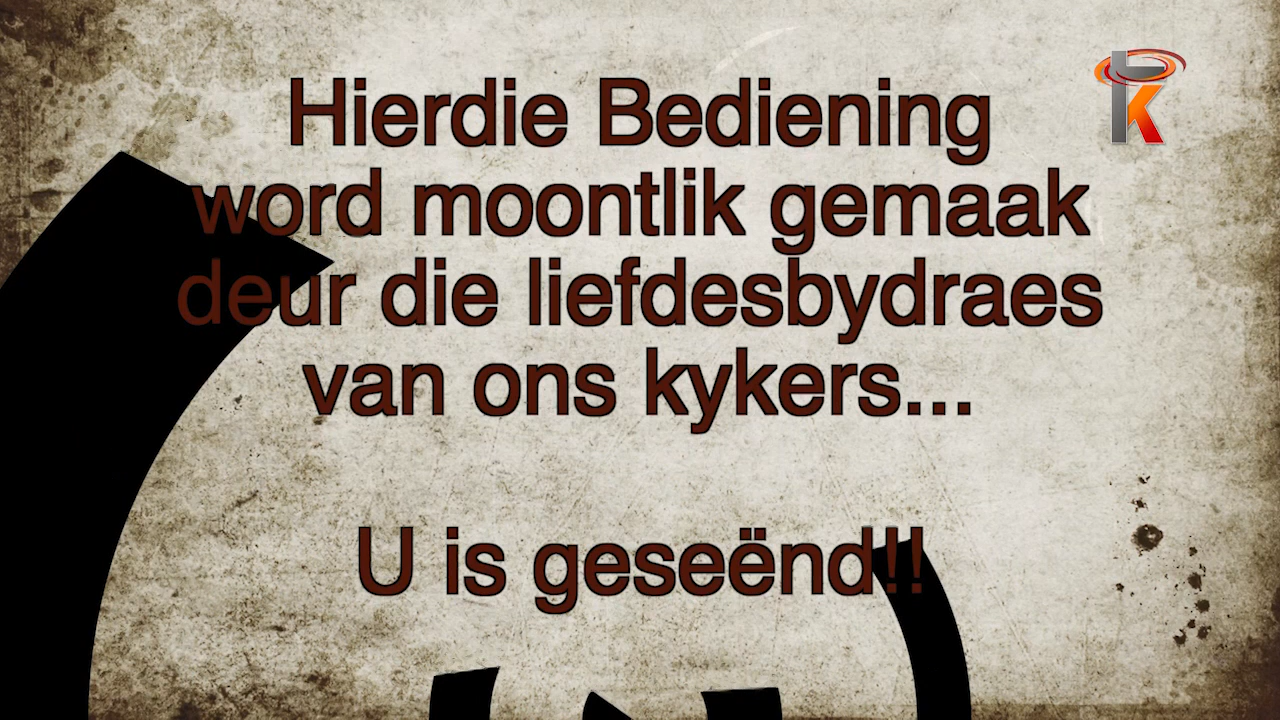 Hierdie Bediening
word moontlik gemaak
deur die liefdesbydraes
van ons kykers...
U is geseënd!!